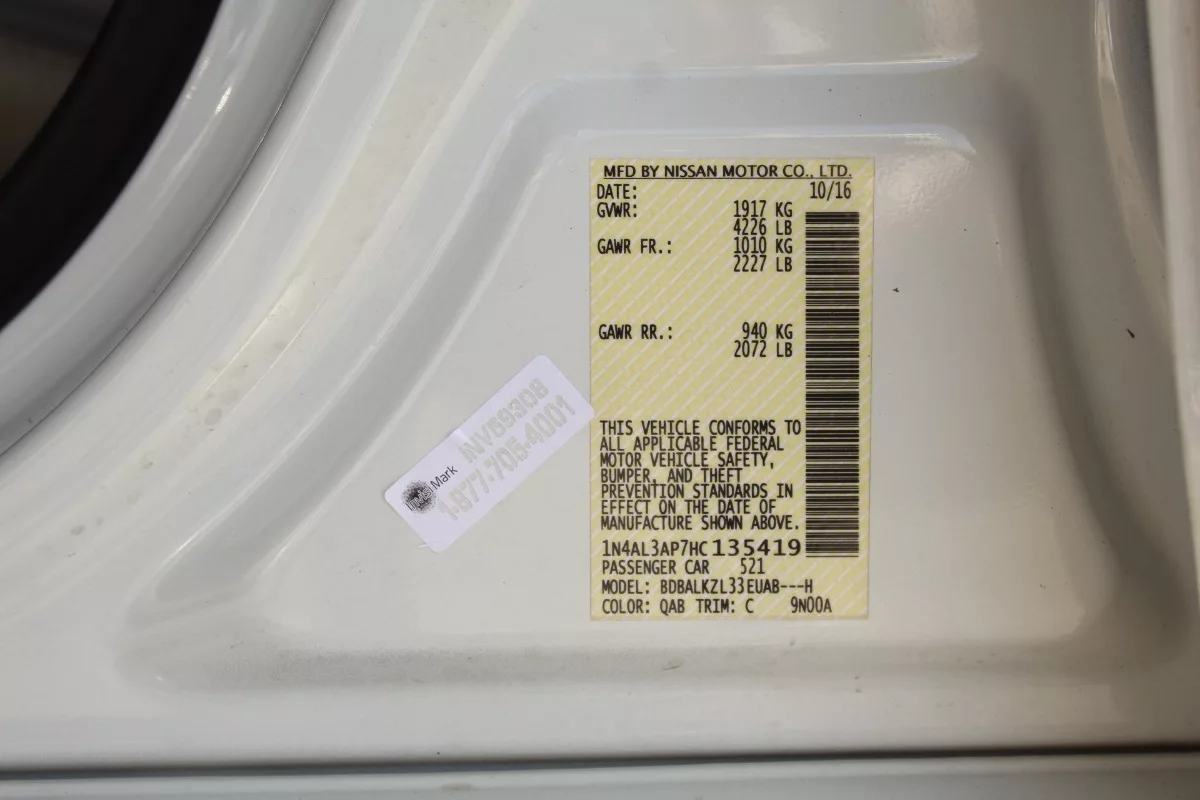 MFD BY NISSAN MOTOR CO., LTD.
DATE: 10/16
GVWR: 1917 KG
4226 LB
GAWR FR.: 1010 KG
2227 LB
GAWR RR.: 940 KG
2072 LB
THIS VEHICLE CONFORMS TO
ALL APPLICABLE FEDERAL
MOTOR VEHICLE SAFETY,
BUMPER, AND THEFT
PREVENTION STANDARDS IN
EFFECT ON THE DATE OF
MANUFACTURE SHOWN ABOVE.
1N4AL3AP7HC135419
PASSENGER CAR 521
MODEL: BDBALKZL33EUAB---H
COLOR: QAB TRIM: C 9N00A
Mark
NV69308
1-877-705-4001